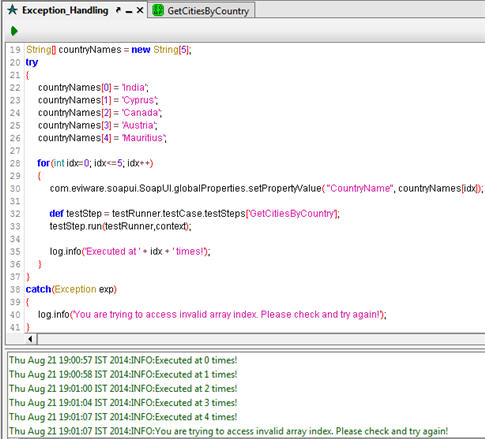 Exception_Handling
GetCitiesByCountry
19 String[] countryNames = new String[5];
20 try
21 {
22 countryNames[0] = 'India';
23 countryNames[1] = 'Cyprus';
24 countryNames[2] = 'Canada';
25 countryNames[3] = 'Austria';
26 countryNames[4] = 'Mauritius';
27
28 for(int idx=0; idx<=5; idx++)
29 {
30 com.eviware.soapui.SoapUI.globalProperties.setPropertyValue( "CountryName", countryNames[idx]);
31
32 def testStep = testRunner.testCase.testSteps['GetCitiesByCountry'];
33 testStep.run(testRunner,context);
34
35 log.info('Executed at ' + idx + ' times!');
36 }
37 }
38 catch(Exception exp)
39 {
40 log.info('You are trying to access invalid array index. Please check and try again!');
41 }
Thu Aug 21 19:00:57 IST 2014:INFO:Executed at 0 times!
Thu Aug 21 19:00:58 IST 2014:INFO:Executed at 1 times!
Thu Aug 21 19:01:00 IST 2014:INFO:Executed at 2 times!
Thu Aug 21 19:01:04 IST 2014:INFO:Executed at 3 times!
Thu Aug 21 19:01:07 IST 2014:INFO:Executed at 4 times!
Thu Aug 21 19:01:07 IST 2014:INFO:You are trying to access invalid array index. Please check and try again!